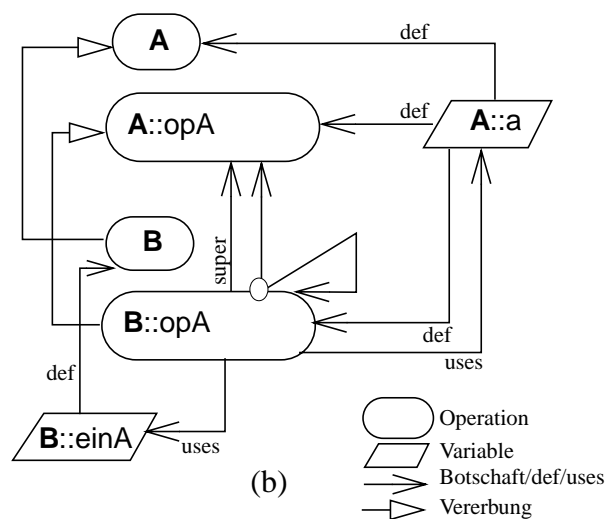 A
def
A::opA
def
A::a
B
super
B::opA
def
def
uses
B::einA
uses
(b)
Operation
Variable
Botschaft/def/uses
Vererbung